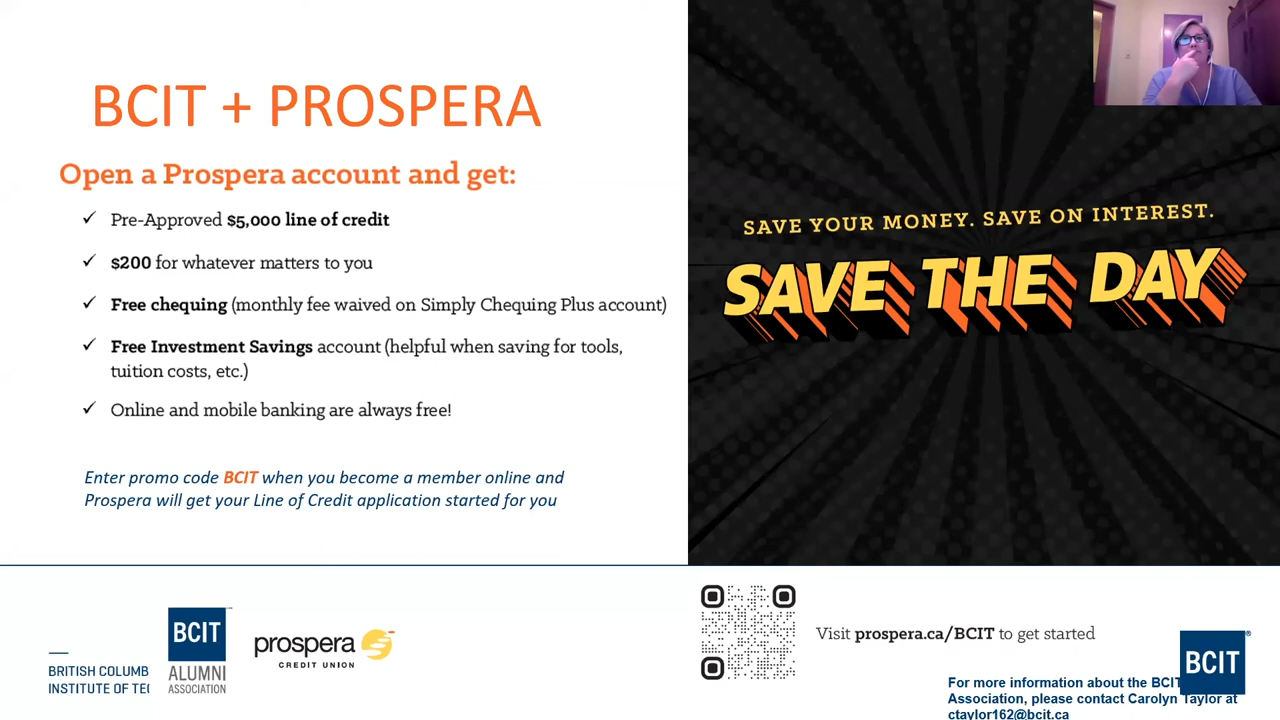 BCIT + PROSPERA
Open a Prospera account and get:
✓ Pre-Approved $5,000 line of credit
✓ $200 for whatever matters to you
✓ Free chequing (monthly fee waived on Simply Chequing Plus account)
✓ Free Investment Savings account (helpful when saving for tools,
tuition costs, etc.)
✓ Online and mobile banking are always free!
Enter promo code BCIT when you become a member online and
Prospera will get your Line of Credit application started for you
SAVE YOUR MONEY. SAVE ON INTEREST.
SAVE THE DAY
BRITISH COLUMB
INSTITUTE OF TEC
BCIT
ALUMNI
ASSOCIATION
prospera
CREDIT UNION
Visit prospera.ca/BCIT to get started
BCIT®
For more information about the BCIT
Association, please contact Carolyn Taylor at
ctaylor162@bcit.ca